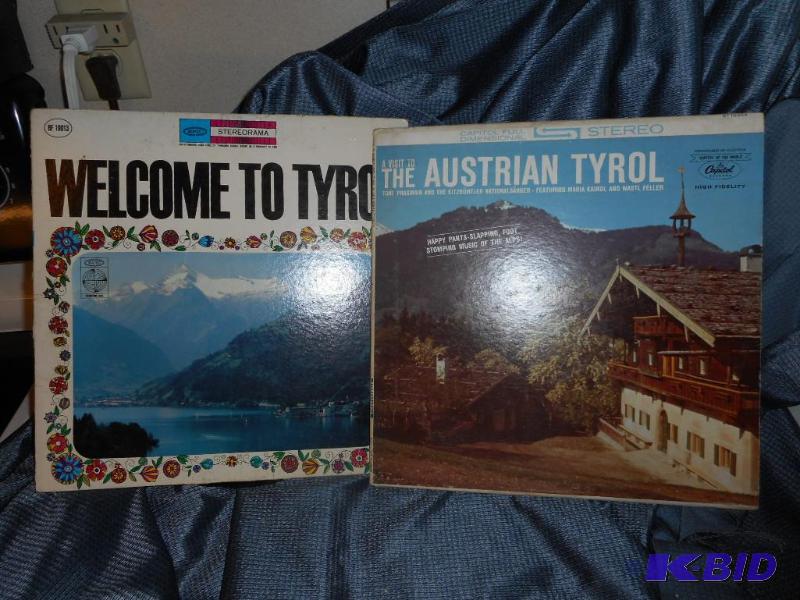 BF 19013
EPIC
STEREORAMA
WELCOME TO TYRO
CAPITOL FULL
DIMENSIONAL
STEREO
A VISIT TO
THE AUSTRIAN TYROL
TONI PRAXMAIR AND THE KITZBÜHELER NATIONALSÄNGER - FEATURING MARIA KAINDL AND WASTL FELLER
HAPPY PANTS-SLAPPING, FOOT
STOMPING MUSIC OF THE ALPS!
Capitol
HIGH FIDELITY
K-BID